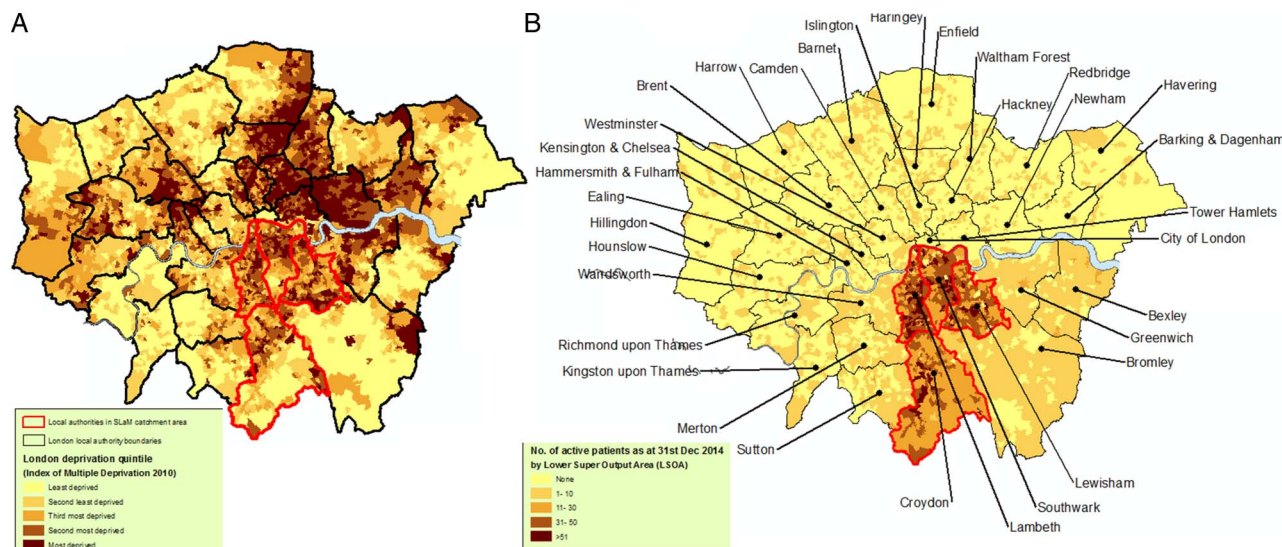 A
Local authorities in SLaM catchment area
London local authority boundaries
London deprivation quintile
(Index of Multiple Deprivation 2010)
Least deprived
Second least deprived
Third most deprived
Second most deprived
Most deprived
B
Haringey
Islington
Enfield
Barnet
Waltham Forest
Harrow
Camden
Redbridge
Brent
Hackney
Newham
Havering
Westminster
Kensington & Chelsea
Barking & Dagenham
Hammersmith & Fulham
Ealing
Tower Hamlets
Hillingdon
City of London
Hounslow
Wandsworth
Bexley
Richmond upon Thames
Greenwich
Kingston upon Thames
Bromley
Merton
Sutton
Lewisham
Southwark
Croydon
Lambeth
No. of active patients as at 31st Dec 2014
by Lower Super Output Area (LSOA)
None
1- 10
11- 30
31- 50
>51